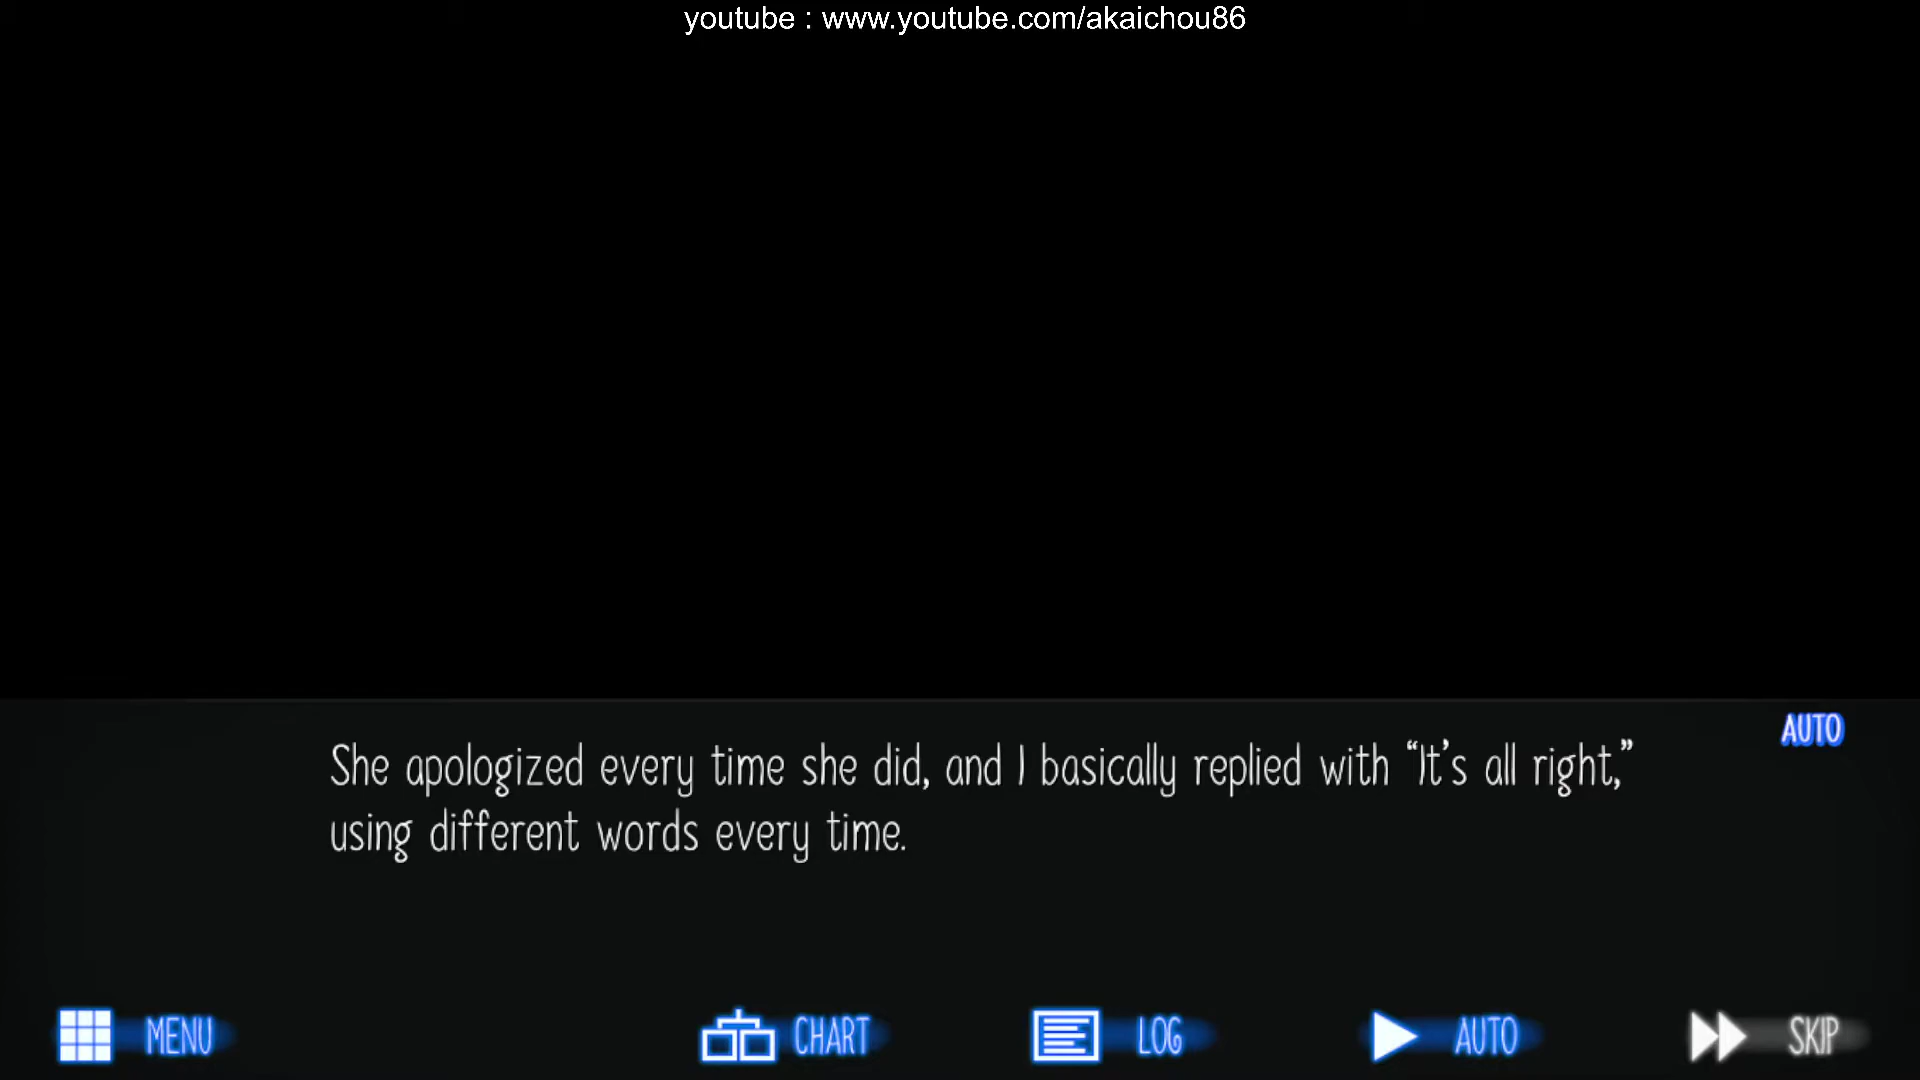 youtube : www.youtube.com/akaichou86
AUTO
She apologized every time she did, and I basically replied with “It’s all right,”
using different words every time.
MENU
CHART
LOG
AUTO
SKIP